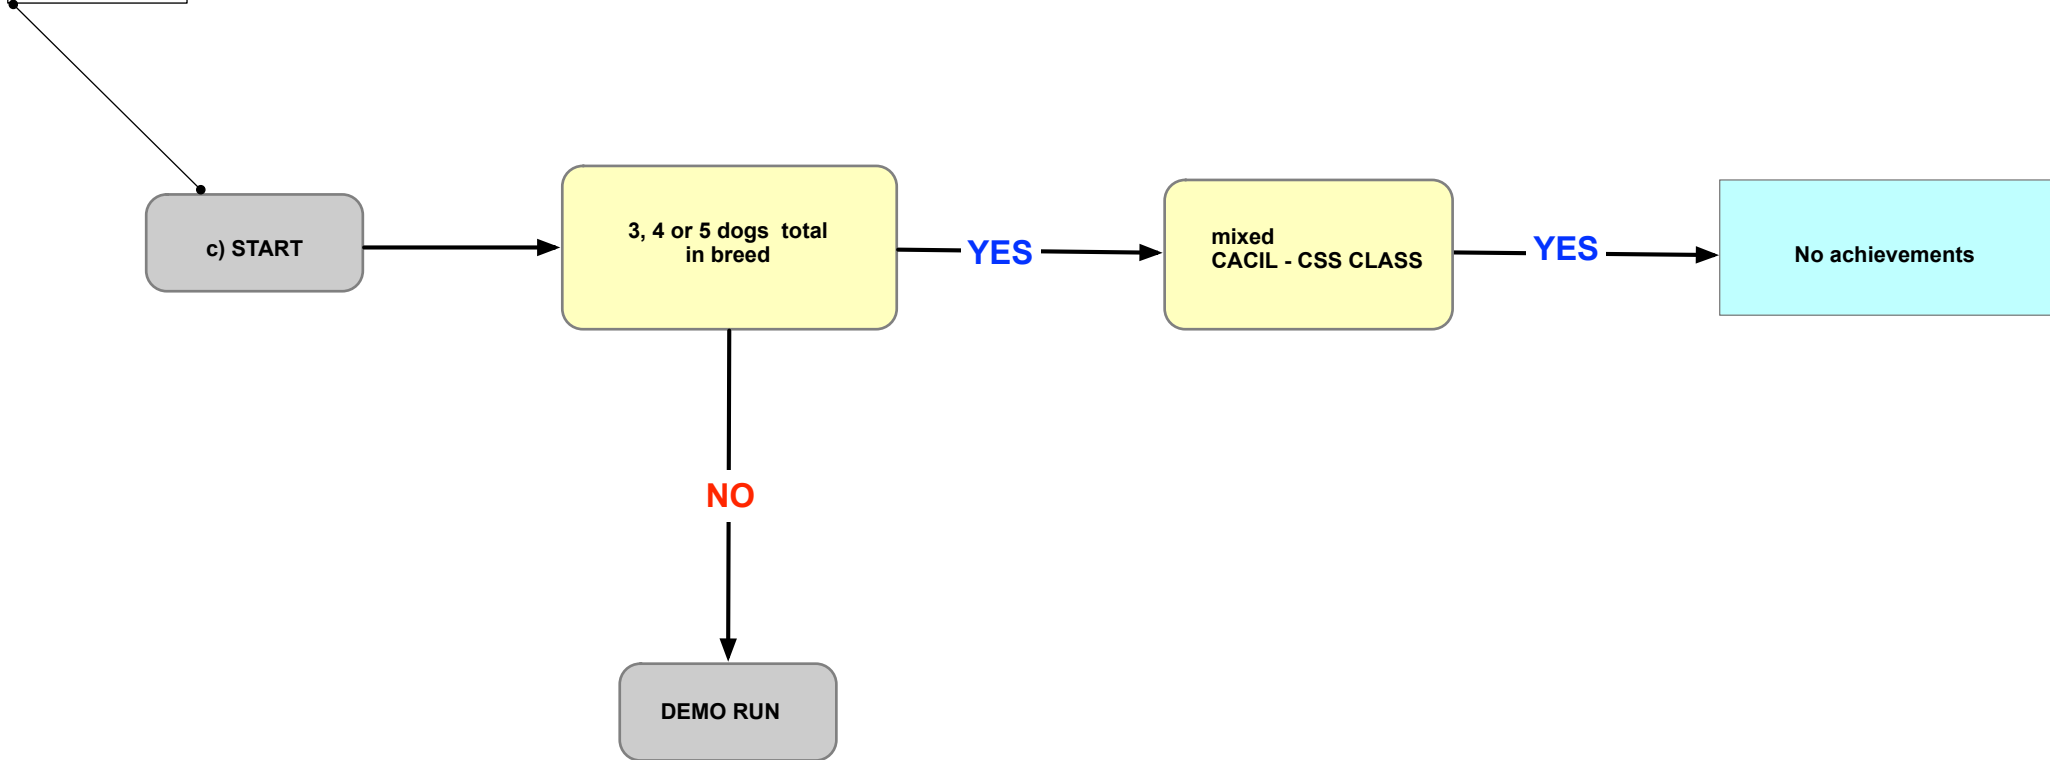 c) START
3, 4 or 5 dogs  total
in breed
YES
mixed
CACIL - CSS CLASS
YES
No achievements
NO
DEMO RUN